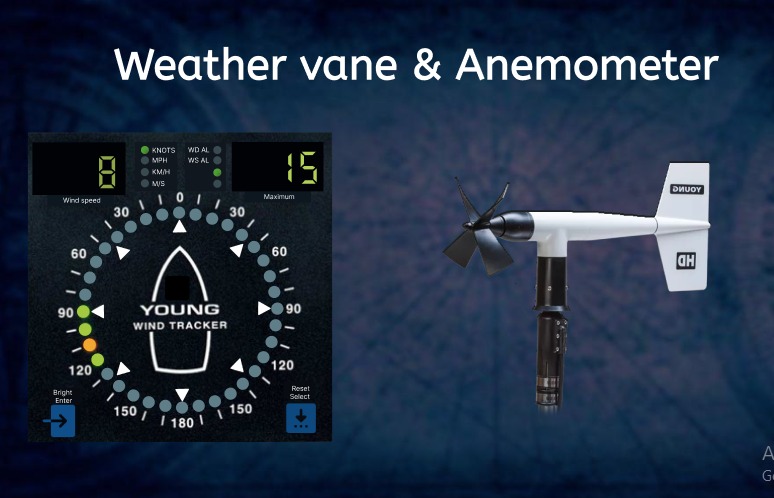 Weather vane & Anemometer
8
KNOTS
MPH
KM/H
M/S
WD AL
WS AL
15
Wind speed
Maximum
0
30
30
60
60
YOUNG
WIND TRACKER
90
90
120
120
150
150
180
Bright
Enter
Reset
Select
YOUNG
HD
A
Go